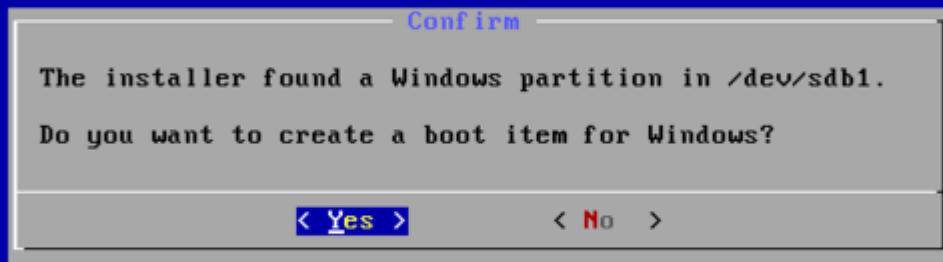 Confirm
The installer found a Windows partition in /dev/sdb1.
Do you want to create a boot item for Windows?
< Yes > < No >